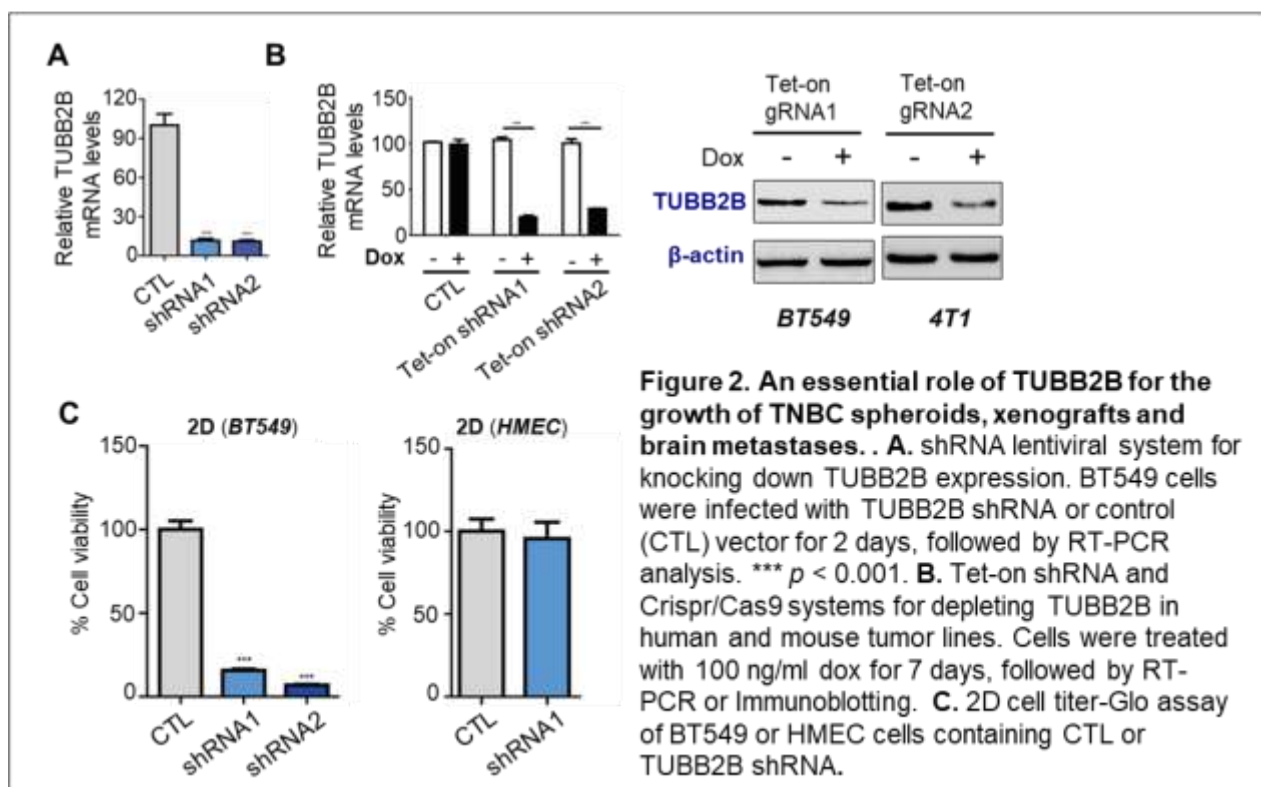 A
Relative TUBB2B
mRNA levels
120
90
60
30
0
CTL
shRNA1
shRNA2
B
Relative TUBB2B
mRNA levels
150
100
50
0
Dox
- + - + - +
CTL
Tet-on shRNA1
Tet-on shRNA2
Tet-on
gRNA1
Tet-on
gRNA2
Dox - + - +
TUBB2B
β-actin
BT549 4T1
C
2D (BT549)
% Cell viability
150
100
50
0
***
***
CTL
shRNA1
shRNA2
2D (HMEC)
% Cell viability
150
100
50
0
CTL
shRNA1
Figure 2. An essential role of TUBB2B for the
growth of TNBC spheroids, xenografts and
brain metastases. . A. shRNA lentiviral system for
knocking down TUBB2B expression. BT549 cells
were infected with TUBB2B shRNA or control
(CTL) vector for 2 days, followed by RT-PCR
analysis. *** p < 0.001. B. Tet-on shRNA and
Crispr/Cas9 systems for depleting TUBB2B in
human and mouse tumor lines. Cells were treated
with 100 ng/ml dox for 7 days, followed by RT-
PCR or Immunoblotting. C. 2D cell titer-Glo assay
of BT549 or HMEC cells containing CTL or
TUBB2B shRNA.